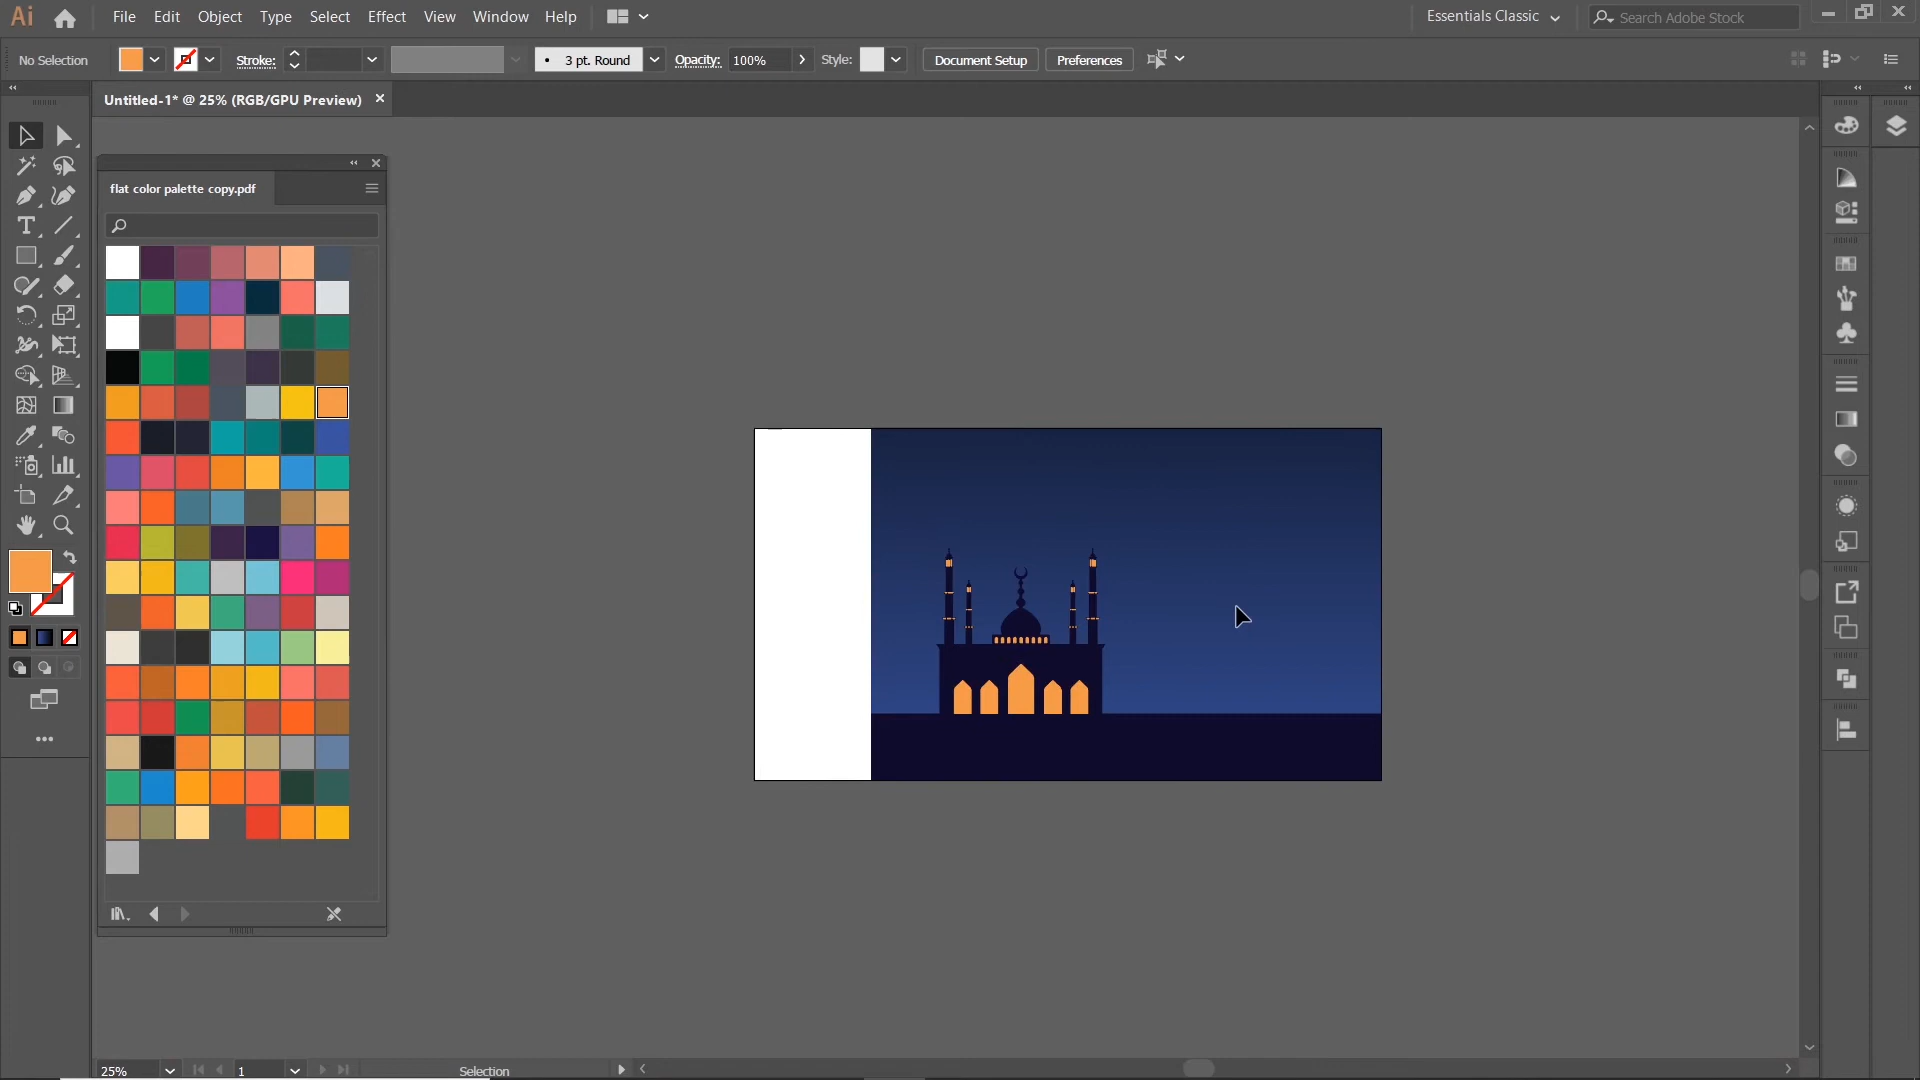 Ai File Edit Object Type Select Effect View Window Help Essentials Classic Search Adobe Stock
No Selection Stroke: 3 pt. Round Opacity: 100% Style: Document Setup Preferences
Untitled-1* @ 25% (RGB/GPU Preview)
flat color palette copy.pdf
25% 1 Selection